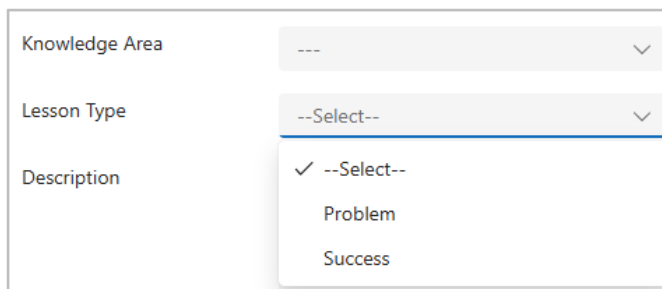 Knowledge Area
---
Lesson Type
--Select--
Description
--Select--
Problem
Success